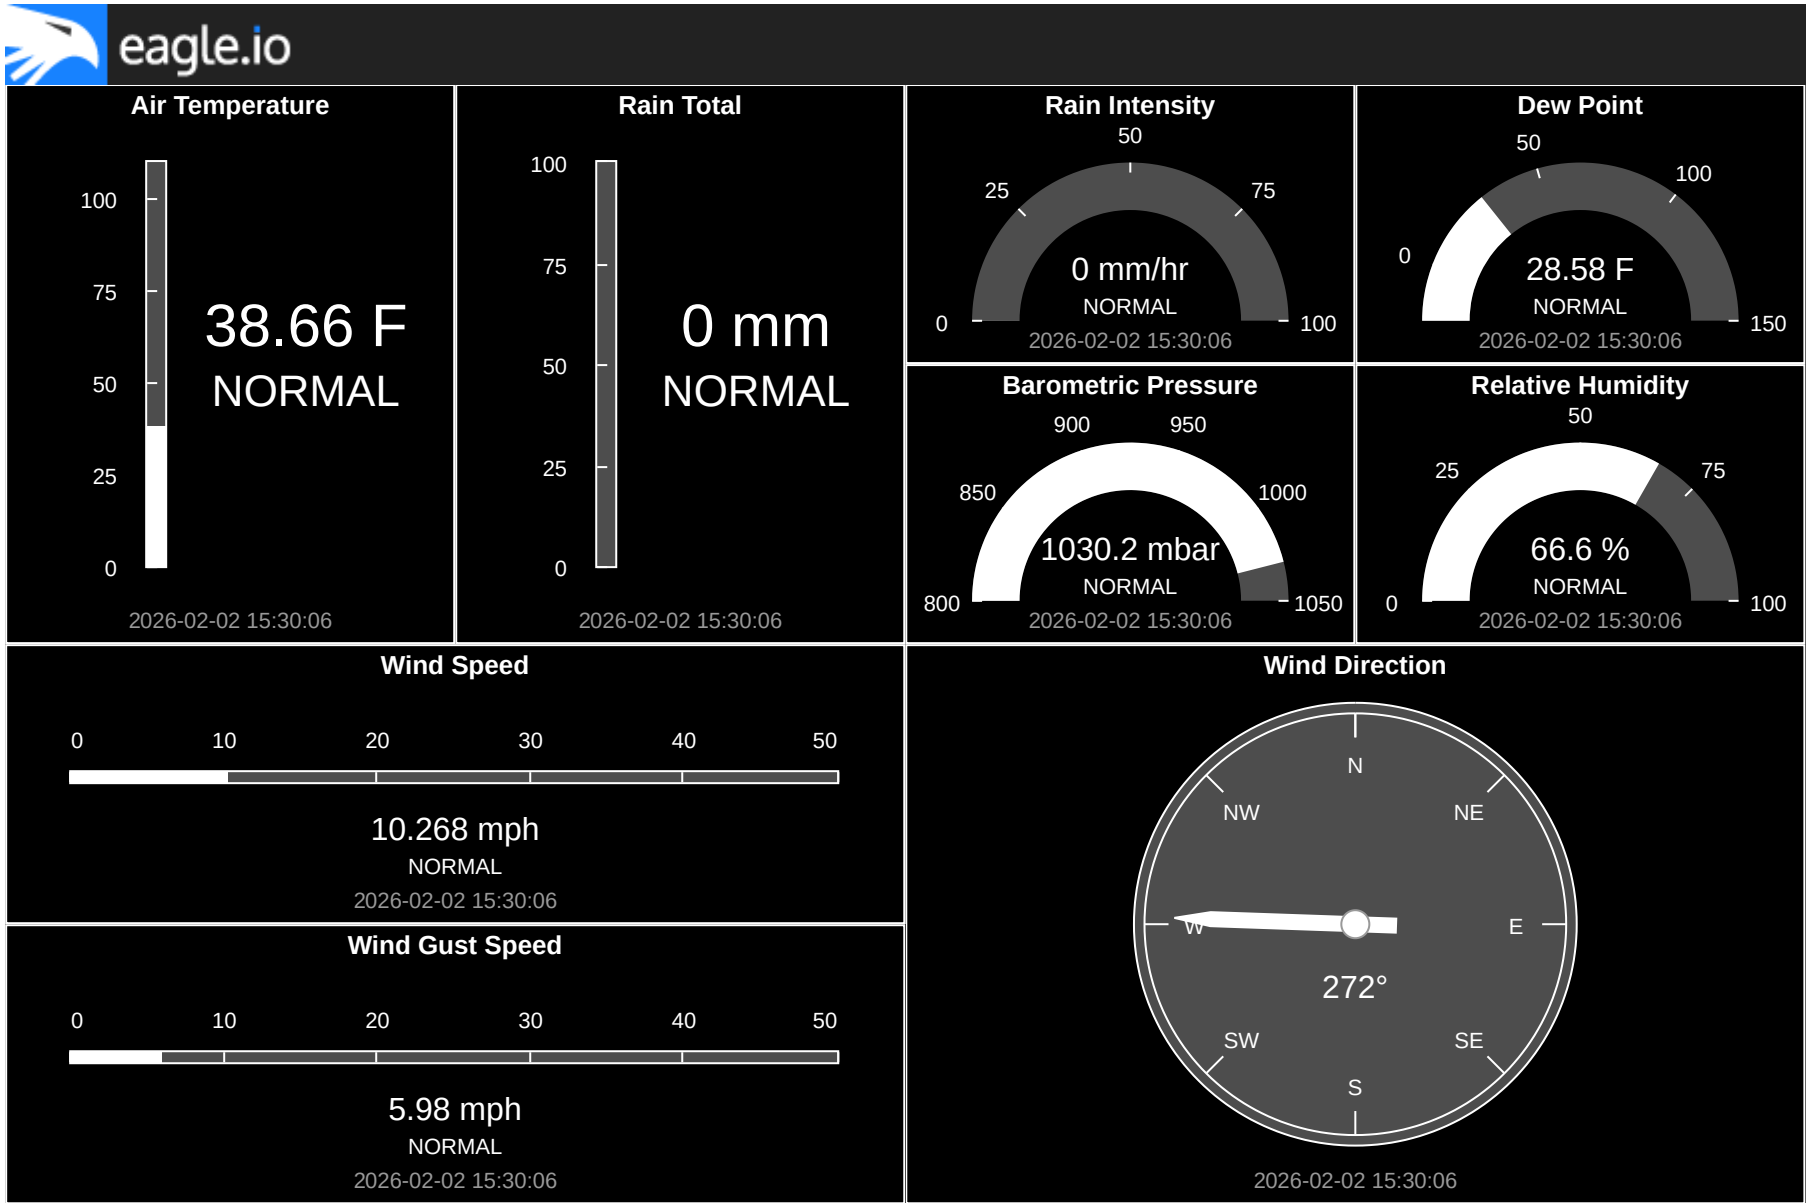 eagle.io
Air Temperature
100
75
50
25
0
38.66 F
NORMAL
2026-02-02 15:30:06
Rain Total
100
75
50
25
0
0 mm
NORMAL
2026-02-02 15:30:06
Rain Intensity
0
25
50
75
100
0 mm/hr
NORMAL
2026-02-02 15:30:06
Dew Point
0
50
100
150
28.58 F
NORMAL
2026-02-02 15:30:06
Barometric Pressure
800
850
900
950
1000
1050
1030.2 mbar
NORMAL
2026-02-02 15:30:06
Relative Humidity
0
25
50
75
100
66.6 %
NORMAL
2026-02-02 15:30:06
Wind Speed
0 10 20 30 40 50
10.268 mph
NORMAL
2026-02-02 15:30:06
Wind Gust Speed
0 10 20 30 40 50
5.98 mph
NORMAL
2026-02-02 15:30:06
Wind Direction
N
NW NE
W E
272°
SW SE
S
2026-02-02 15:30:06